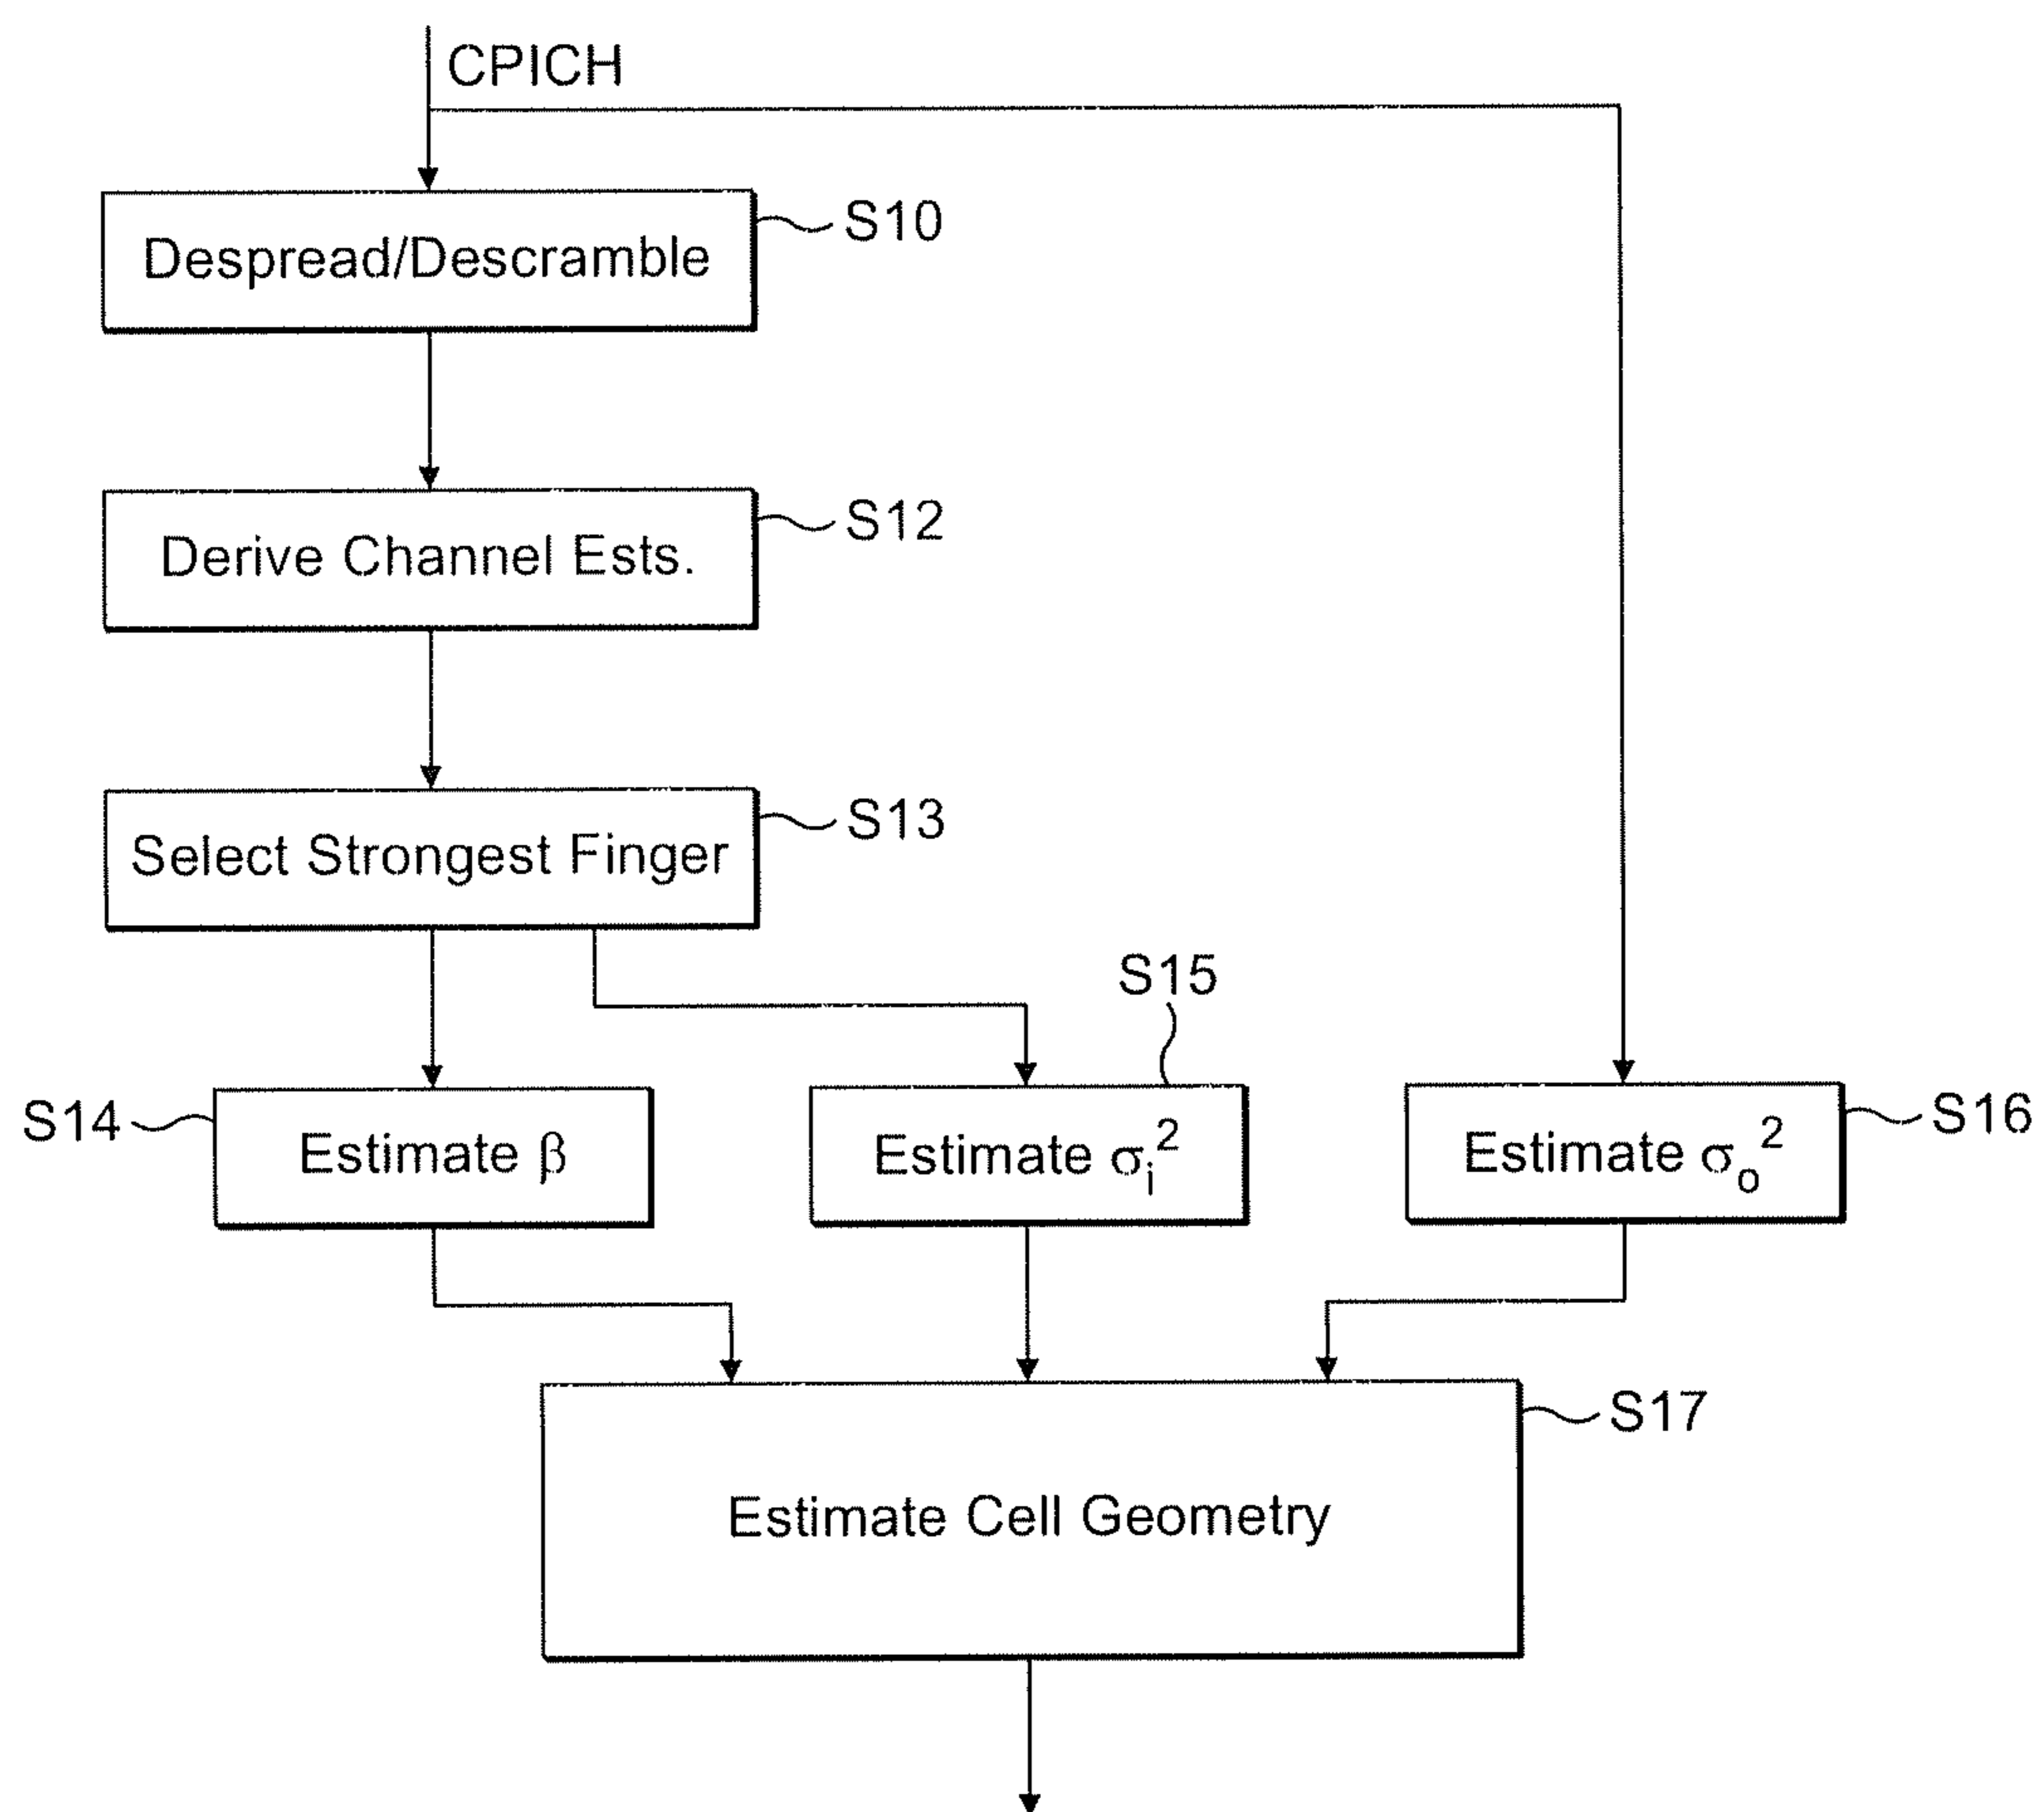 CPICH
Despread/Descramble
S10
Derive Channel Ests.
S12
Select Strongest Finger
S13
S14
Estimate β
S15
Estimate σi²
Estimate σo²
S16
Estimate Cell Geometry
S17